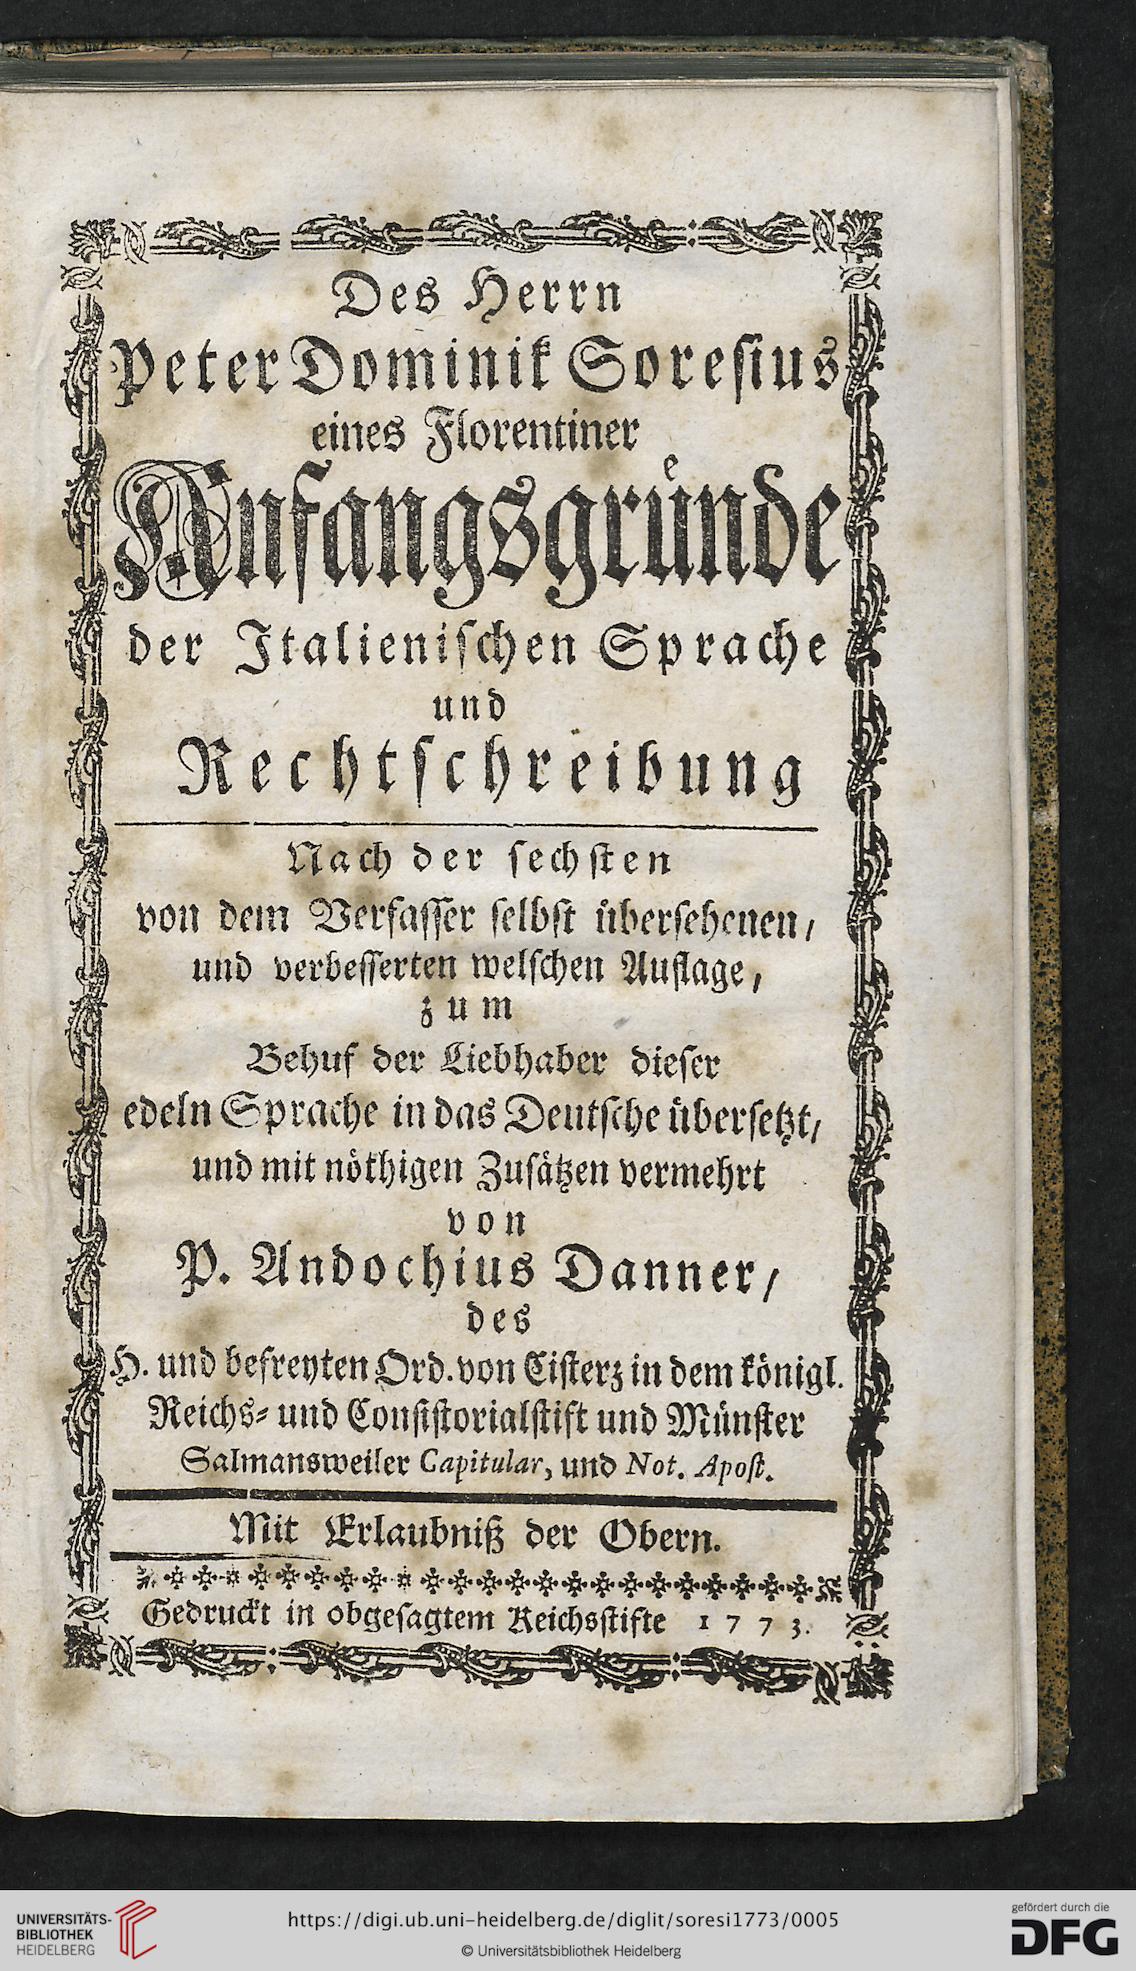 Des Herrn
Peter Dominik Soresius
eines Florentiner
Anfangsgruͤnde
der Italienischen Sprache
und
Rechtschreibung
Nach der sechsten
von dem Verfasser selbst übersehenen,
und verbesserten welschen Auflage,
zum
Behuf der Liebhaber dieser
edeln Sprache in das Deutsche übersetzt,
und mit nöthigen Zusätzen vermehrt
von
P. Andochius Danner,
des
H. und befreyten Ord. von Cisterz in dem königl.
Reichs- und Consistorialstift und Münster
Salmansweiler Capitular, und Not. Apost.
Mit Erlaubniß der Obern.
Gedruckt in obgesagtem Reichsstifte 1773.
UNIVERSITÄTS-
BIBLIOTHEK
HEIDELBERG
https://digi.ub.uni-heidelberg.de/diglit/soresi1773/0005
© Universitätsbibliothek Heidelberg
gefördert durch die
DFG